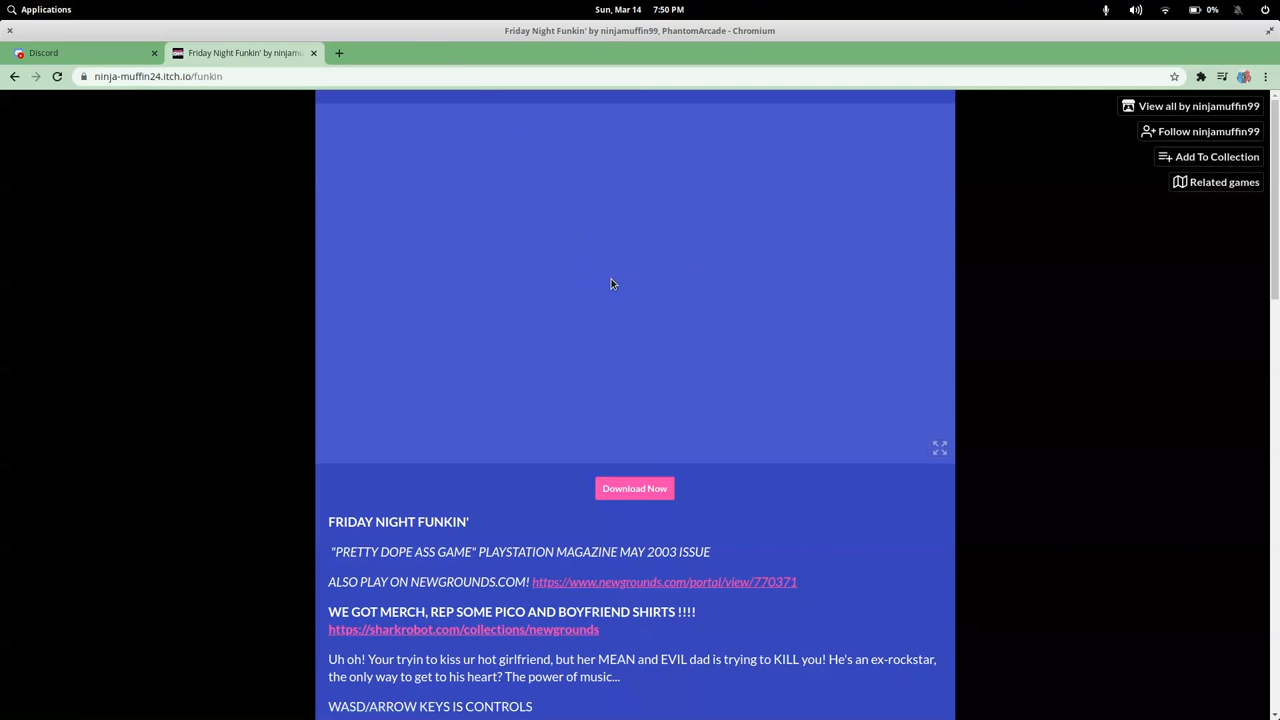 Applications
Sun, Mar 14 7:50 PM
0%
Friday Night Funkin' by ninjamuffin99, PhantomArcade - Chromium
Discord
Friday Night Funkin' by ninjamu
ninja-muffin24.itch.io/funkin
View all by ninjamuffin99
Follow ninjamuffin99
Add To Collection
Related games
Download Now
FRIDAY NIGHT FUNKIN'
"PRETTY DOPE ASS GAME" PLAYSTATION MAGAZINE MAY 2003 ISSUE
ALSO PLAY ON NEWGROUNDS.COM! https://www.newgrounds.com/portal/view/770371
WE GOT MERCH, REP SOME PICO AND BOYFRIEND SHIRTS !!!!
https://sharkrobot.com/collections/newgrounds
Uh oh! Your tryin to kiss ur hot girlfriend, but her MEAN and EVIL dad is trying to KILL you! He's an ex-rockstar,
the only way to get to his heart? The power of music...
WASD/ARROW KEYS IS CONTROLS